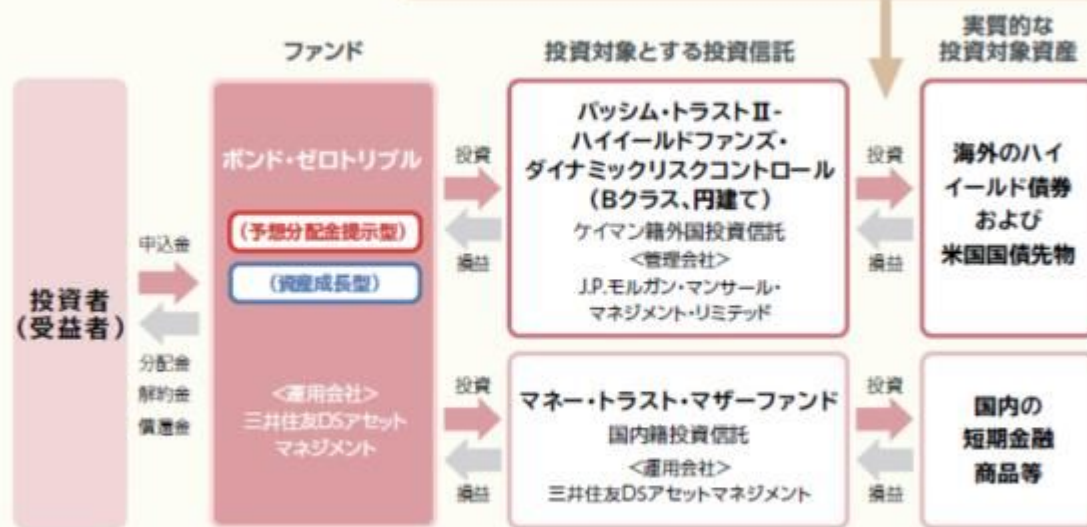 ファンド
投資対象とする投資信託
実質的な
投資対象資産
投資者
(受益者)
申込金
分配金
解約金
償還金
ボンド・ゼロトリプル
(予想分配金提示型)
(資産成長型)
<運用会社>
三井住友DSアセット
マネジメント
投資
損益
パッシム・トラストⅡ-
ハイイールドファンズ・
ダイナミックリスクコントロール
(Bクラス、円建て)
ケイマン籍外国投資信託
<管理会社>
J.P.モルガン・マンサール・
マネジメント・リミテッド
投資
損益
海外のハイ
イールド債券
および
米国国債先物
投資
損益
マネー・トラスト・マザーファンド
国内籍投資信託
<運用会社>
三井住友DSアセットマネジメント
投資
損益
国内の
短期金融
商品等